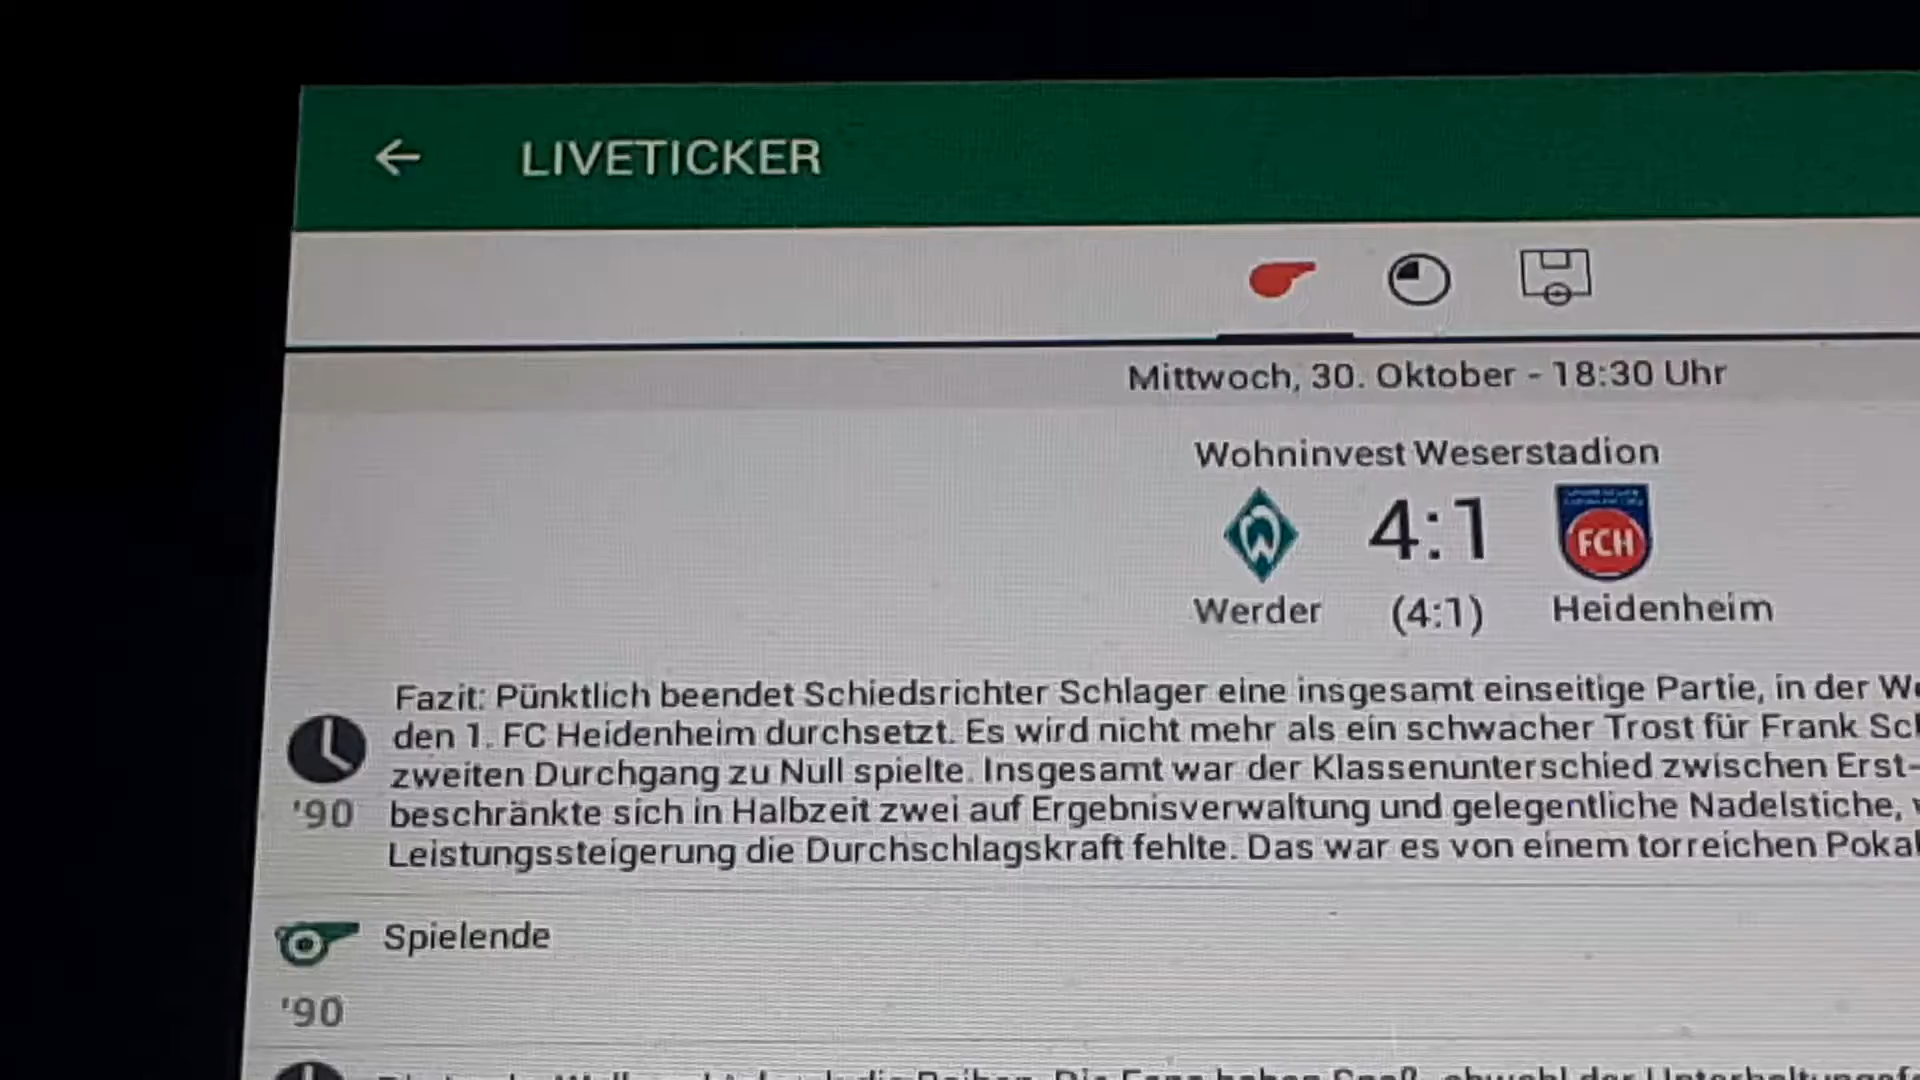 LIVETICKER
Mittwoch, 30. Oktober - 18:30 Uhr
Wohninvest Weserstadion
4:1
FCH
Werder (4:1) Heidenheim
Fazit: Pünktlich beendet Schiedsrichter Schlager eine insgesamt einseitige Partie, in der
den 1. FC Heidenheim durchsetzt. Es wird nicht mehr als ein schwacher Trost für Frank
zweiten Durchgang zu Null spielte. Insgesamt war der Klassenunterschied zwischen Erst-
'90 beschränkte sich in Halbzeit zwei auf Ergebnisverwaltung und gelegentliche Nadelstiche,
Leistungssteigerung die Durchschlagskraft fehlte. Das war es von einem torreichen
Spielende
'90